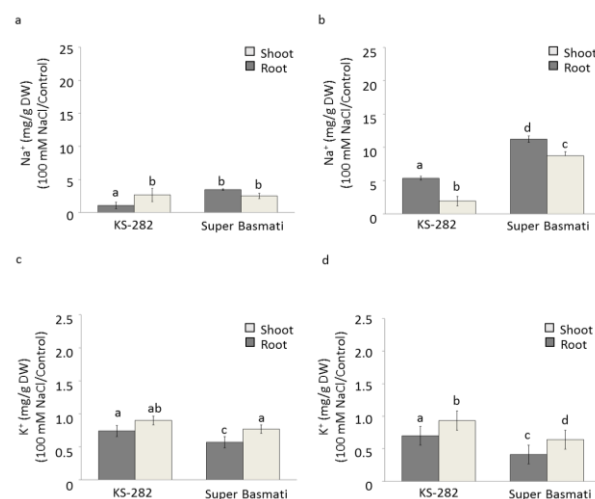 a
25
20
15
10
5
0
Na⁺ (mg/g DW)
(100 mM NaCl/Control)
Shoot
Root
a
b
b
b
KS-282
Super Basmati
b
25
20
15
10
5
0
Na⁺ (mg/g DW)
(100 mM NaCl/Control)
Shoot
Root
a
b
d
c
KS-282
Super Basmati
c
2.5
2.0
1.5
1.0
0.5
0.0
K⁺ (mg/g DW)
(100 mM NaCl/Control)
Shoot
Root
a
ab
c
a
KS-282
Super Basmati
d
2.5
2.0
1.5
1.0
0.5
0.0
K⁺ (mg/g DW)
(100 mM NaCl/Control)
Shoot
Root
a
b
c
d
KS-282
Super Basmati